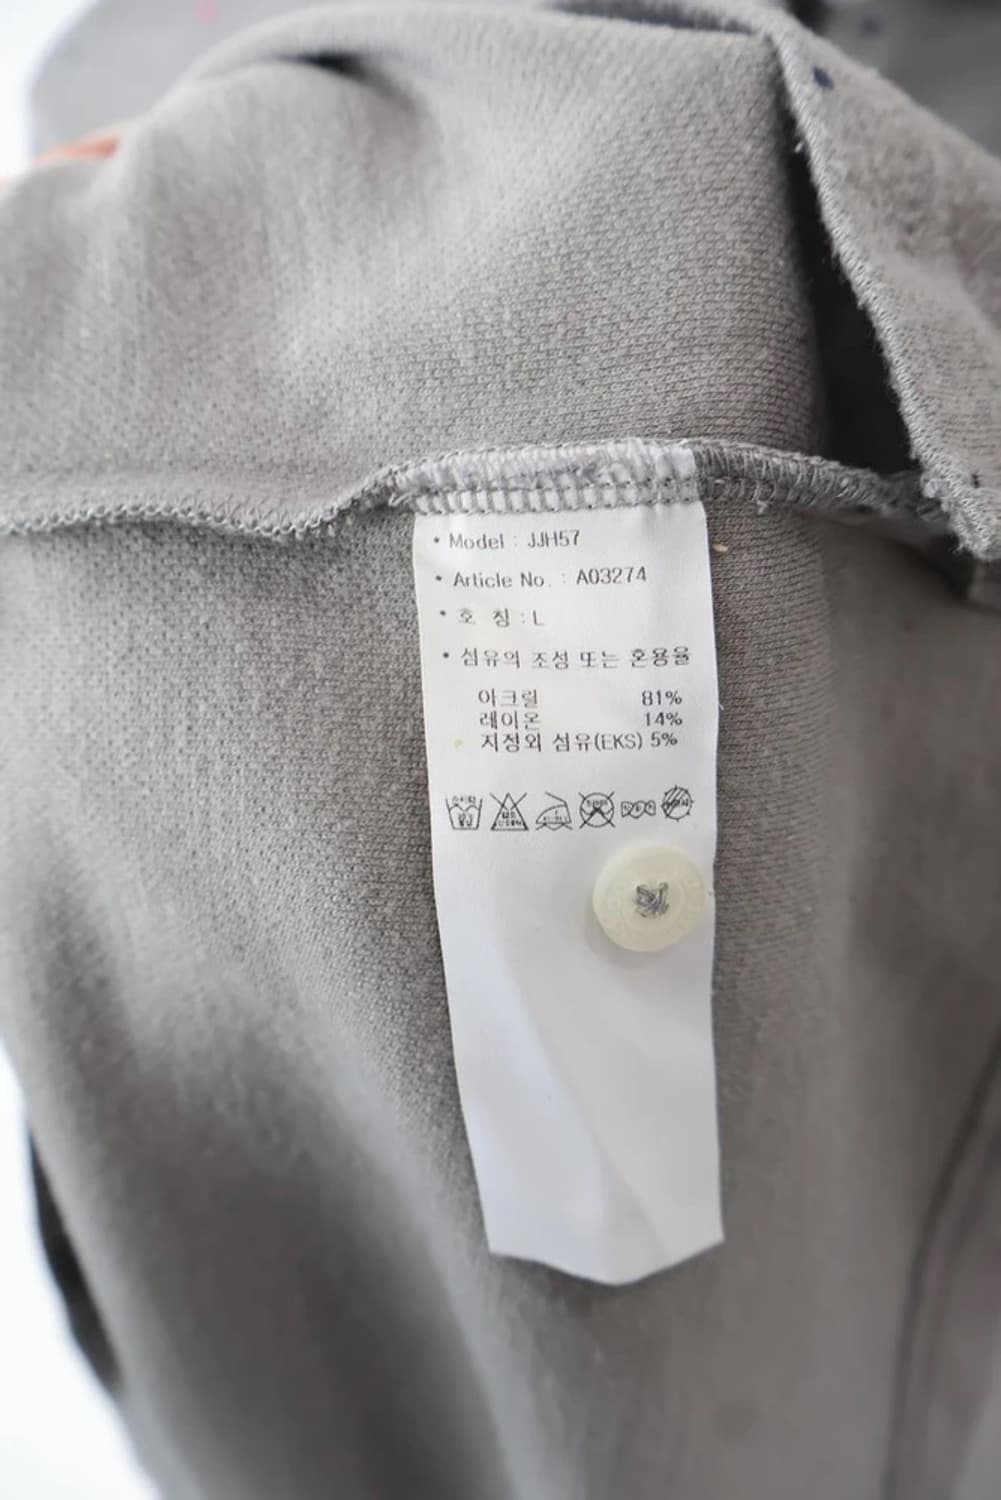 • Model : JJH57
• Article No. : A03274
• 호 칭 : L
• 섬유의 조성 또는 혼용율
아크릴 81%
레이온 14%
지정외 섬유(EKS) 5%